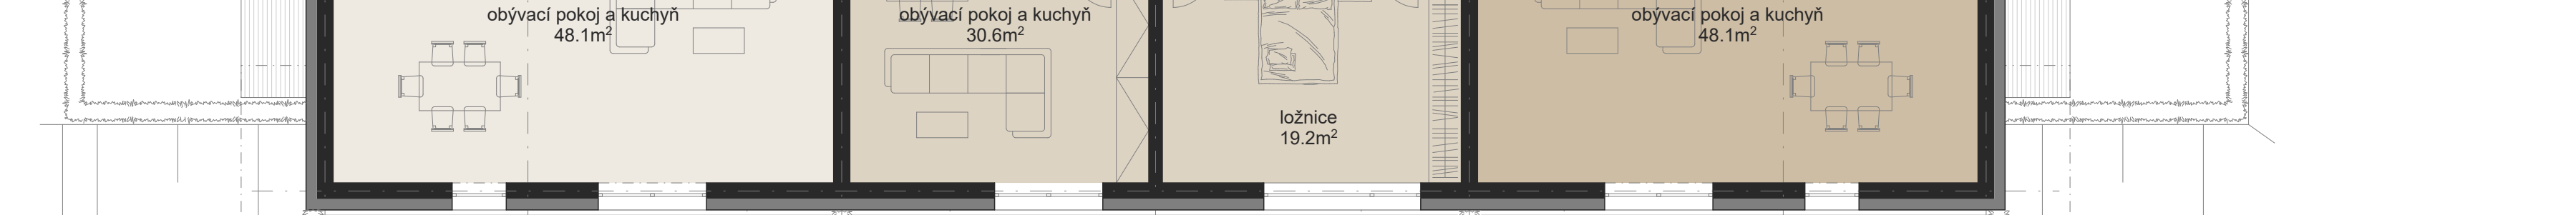 obývací pokoj a kuchyň
48.1m²
obývací pokoj a kuchyň
30.6m²
ložnice
19.2m²
obývací pokoj a kuchyň
48.1m²